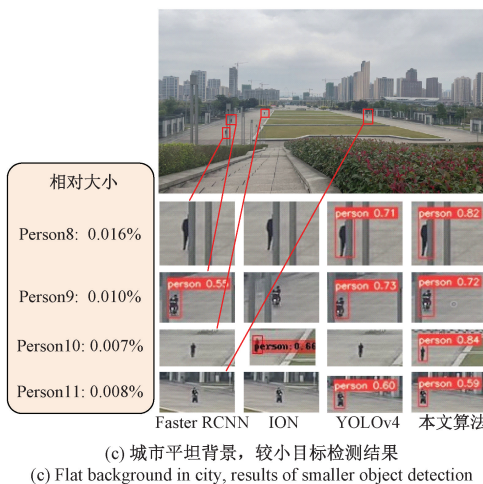 相对大小
Person8: 0.016%
person 0.71
person 0.82
Person9: 0.010%
person 0.55
person 0.73
person 0.72
Person10: 0.007%
person:0.66
person 0.84
Person11: 0.008%
person 0.60
person 0.59
Faster RCNN ION YOLOv4 本文算法
(c) 城市平坦背景，较小目标检测结果
(c) Flat background in city, results of smaller object detection